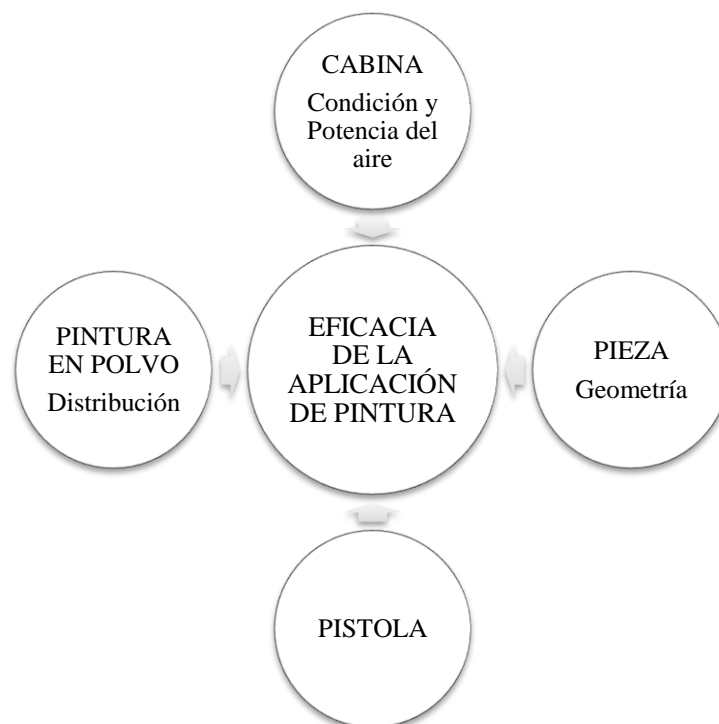 CABINA
Condición y
Potencia del
aire
PINTURA
EN POLVO
Distribución
EFICACIA
DE LA
APLICACIÓN
DE PINTURA
PIEZA
Geometría
PISTOLA